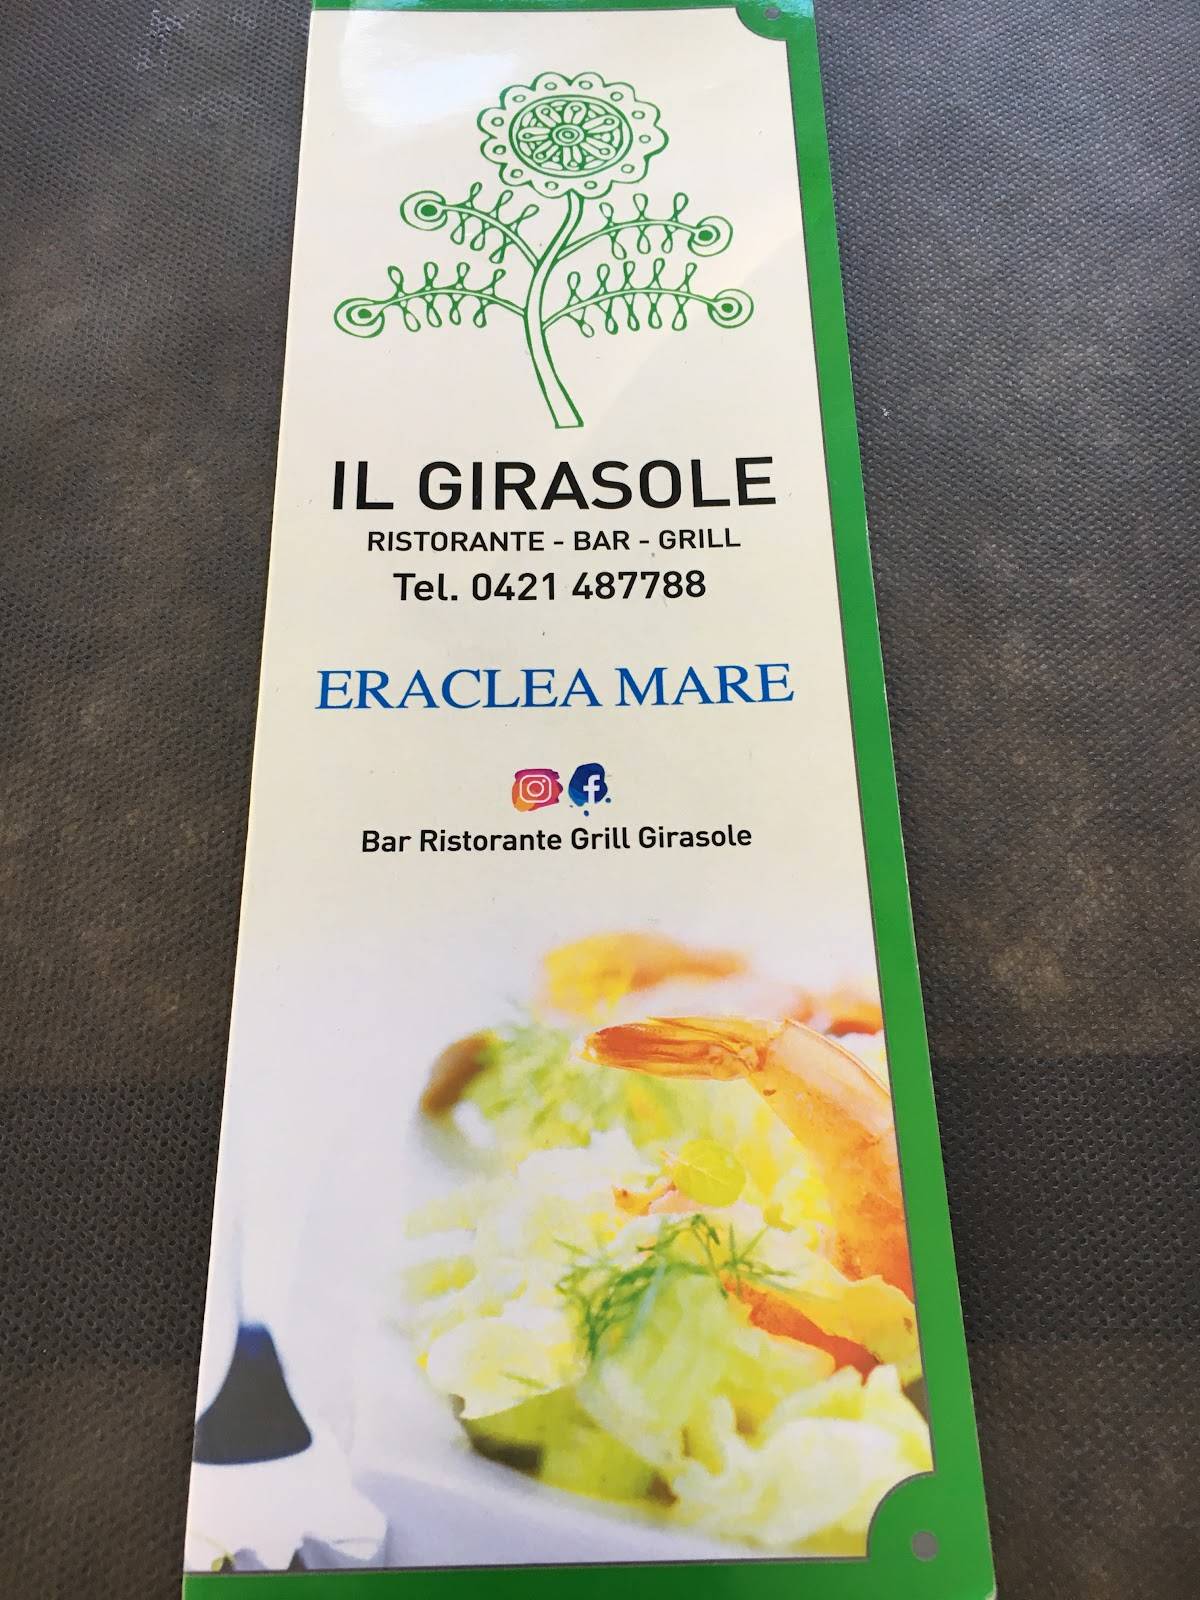 IL GIRASOLE
RISTORANTE - BAR - GRILL
Tel. 0421 487788
ERACLEA MARE
Bar Ristorante Grill Girasole